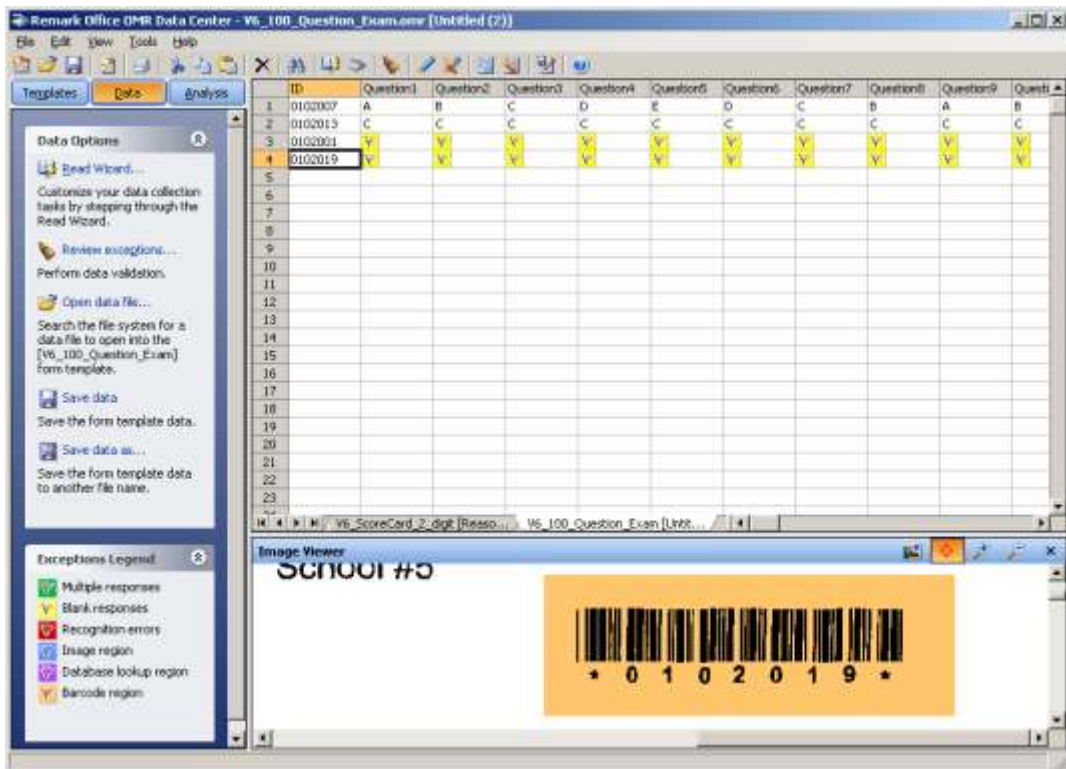 Remark Office OMR Data Center - V6_100_Question_Exam.omr [Untitled (2)]
File Edit View Tools Help
Templates Data Analysis
Data Options
Read Wizard...
Customize your data collection
tasks by stepping through the
Read Wizard.
Review exceptions...
Perform data validation.
Open data file...
Search the file system for a
data file to open into the
[V6_100_Question_Exam]
form template.
Save data
Save the form template data.
Save data as...
Save the form template data
to another file name.
Exceptions Legend
Multiple responses
Blank responses
Recognition errors
Image region
Database lookup region
Barcode region
ID Question1 Question2 Question3 Question4 Question5 Question6 Question7 Question8 Question9 Questi
1 0102007 A B C D E D C B A B
2 0102013 C C C C C C C C C C
3 0102001
4 0102019
5
6
7
8
9
10
11
12
13
14
15
16
17
18
19
20
21
22
23
V6_ScoreCard_2_digit [Reaso... V6_100_Question_Exam [Untit...
Image Viewer
School #5
* 0 1 0 2 0 1 9 *